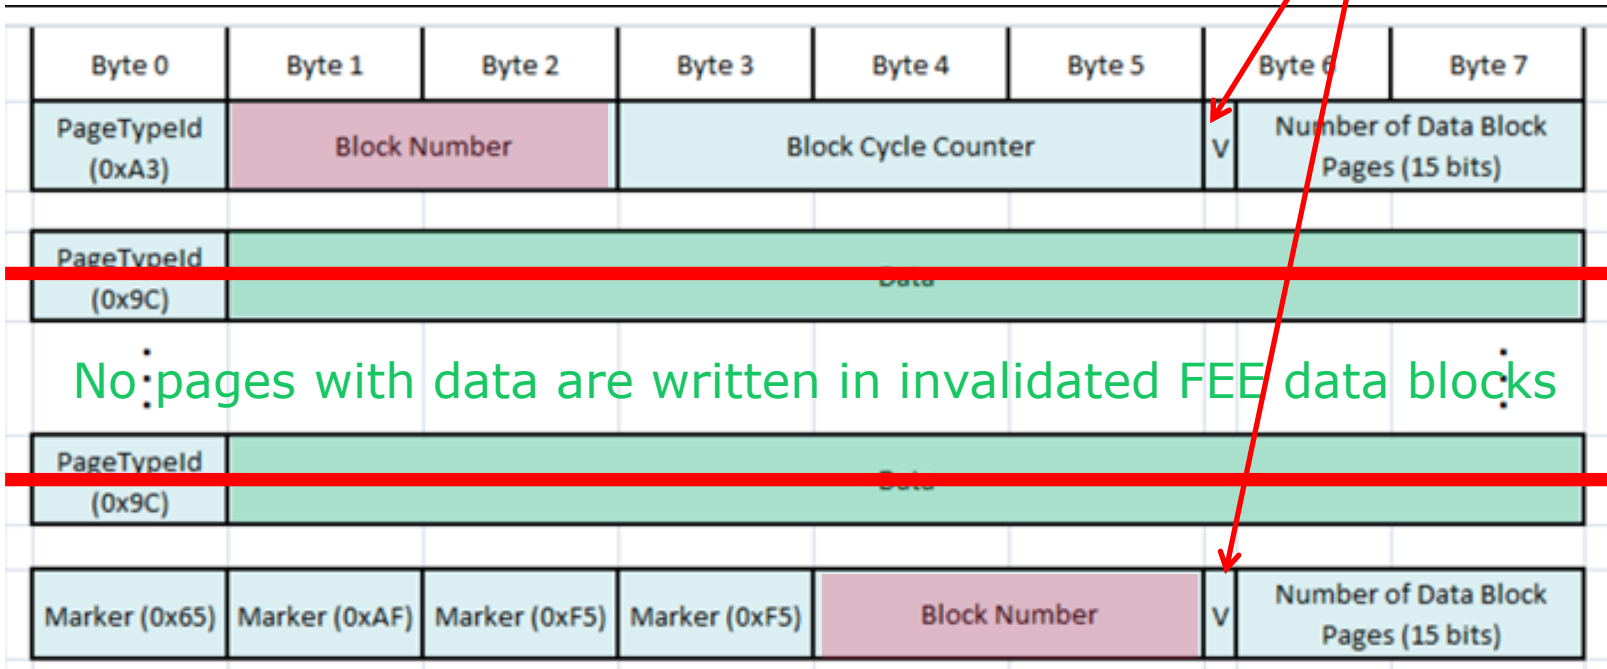 Byte 0 Byte 1 Byte 2 Byte 3 Byte 4 Byte 5 Byte 6 Byte 7
PageTypeId
(0xA3)
Block Number
Block Cycle Counter
V
Number of Data Block
Pages (15 bits)
PageTypeId
(0x9C)
Data
No pages with data are written in invalidated FEE data blocks
PageTypeId
(0x9C)
Data
Marker (0x65) Marker (0xAF) Marker (0xF5) Marker (0xF5) Block Number V
Number of Data Block
Pages (15 bits)